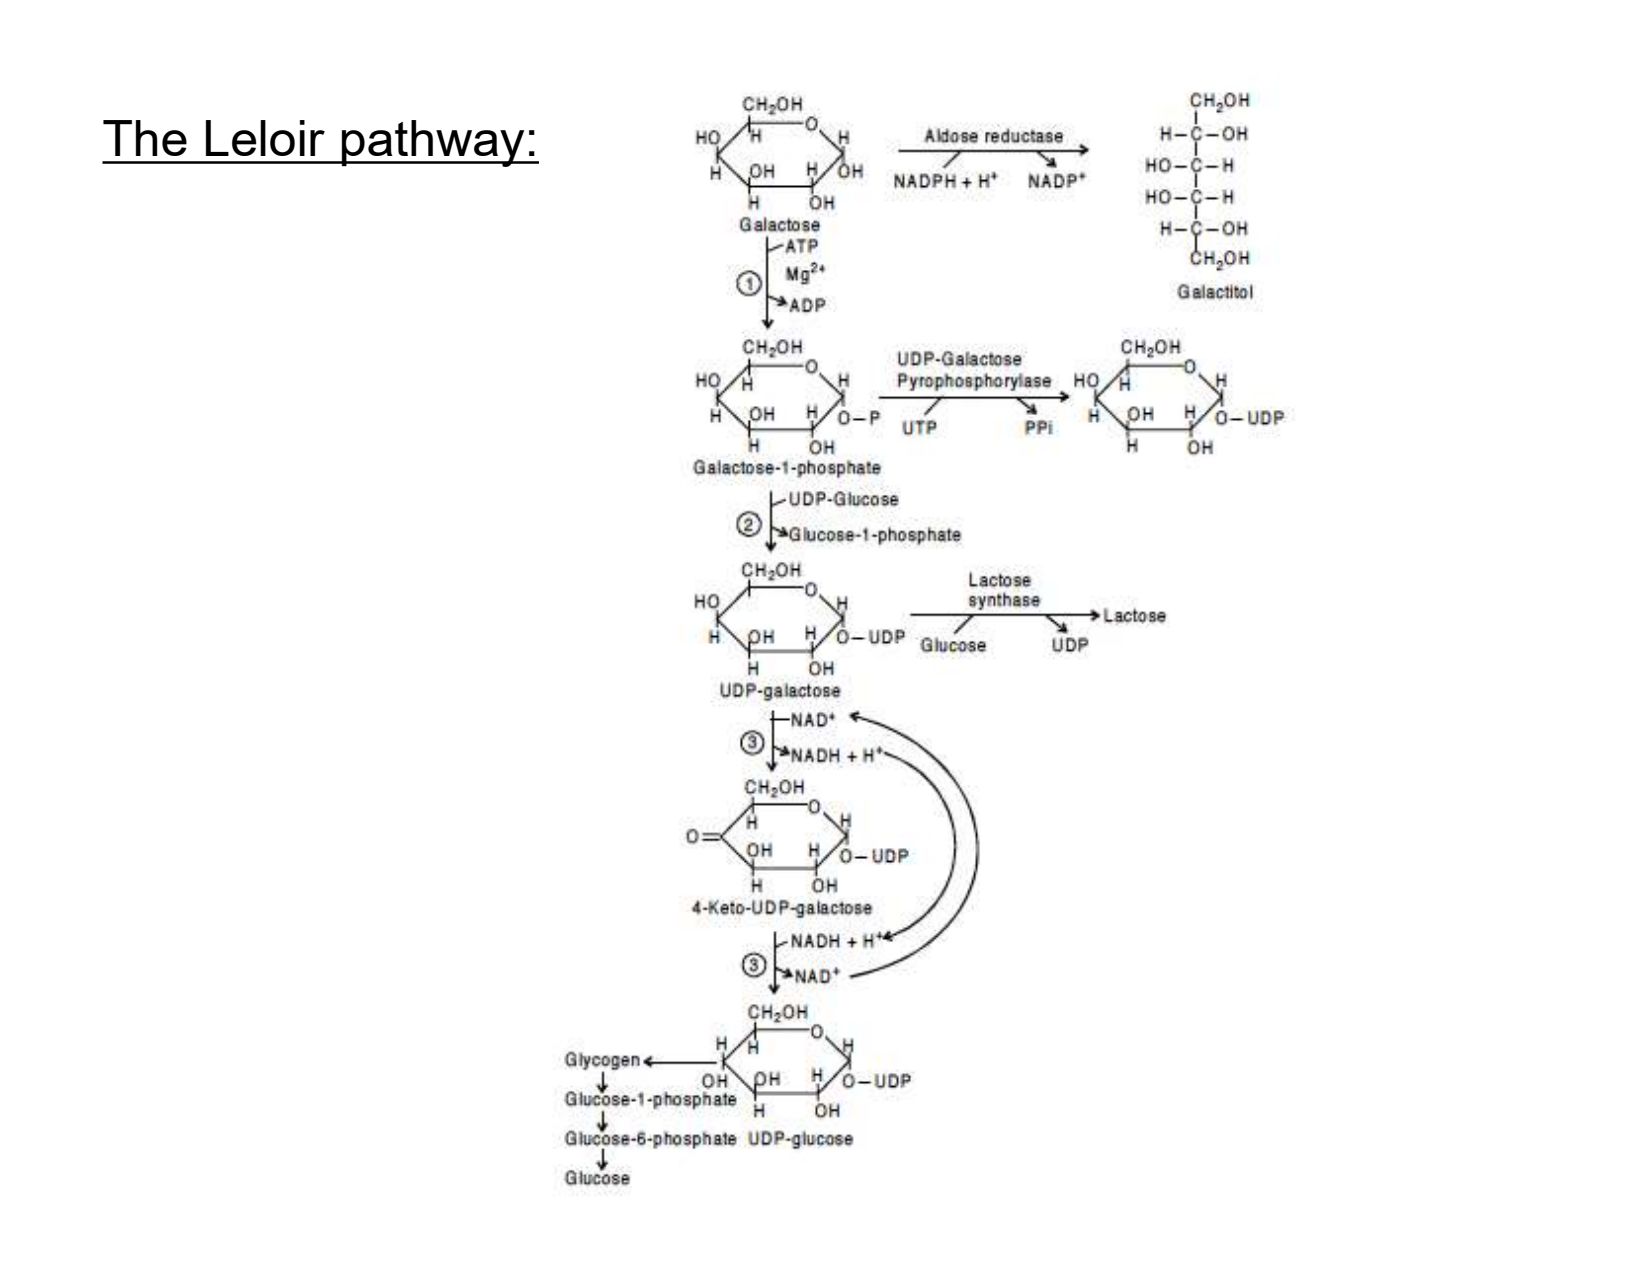 The Leloir pathway:
CH2OH
HO H O H
H OH H OH
H OH
Galactose
Aldose reductase
NADPH + H+ NADP+
CH2OH
H–C–OH
HO–C–H
HO–C–H
H–C–OH
CH2OH
Galactitol
ATP
Mg2+
1
ADP
CH2OH
HO H O H
H OH H O–P
H OH
Galactose-1-phosphate
UDP-Galactose
Pyrophosphorylase
UTP PPi
CH2OH
HO H O H
H OH H O–UDP
H OH
UDP-Glucose
2
Glucose-1-phosphate
CH2OH
HO O H
H OH H O–UDP
H OH
UDP-galactose
Lactose
synthase
Lactose
Glucose UDP
NAD+
3
NADH + H+
CH2OH
O H
H
O=
OH H O–UDP
H OH
4-Keto-UDP-galactose
NADH + H+
3
NAD+
CH2OH
H H O H
OH OH H O–UDP
H OH
UDP-glucose
Glycogen
Glucose-1-phosphate
Glucose-6-phosphate
Glucose